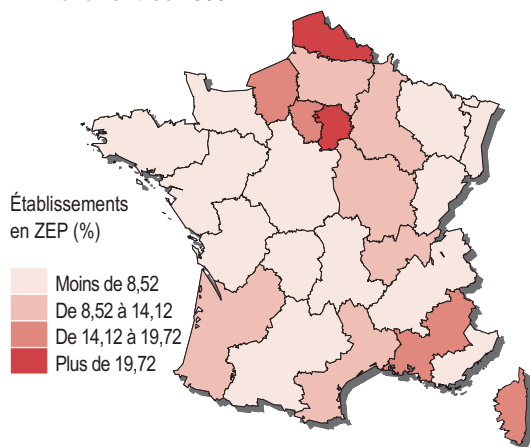 Établissements
en ZEP (%)
Moins de 8,52
De 8,52 à 14,12
De 14,12 à 19,72
Plus de 19,72